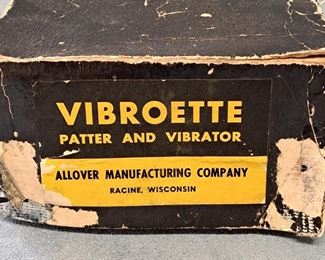 VIBROETTE
PATTER AND VIBRATOR
ALLOVER MANUFACTURING COMPANY
RACINE, WISCONSIN